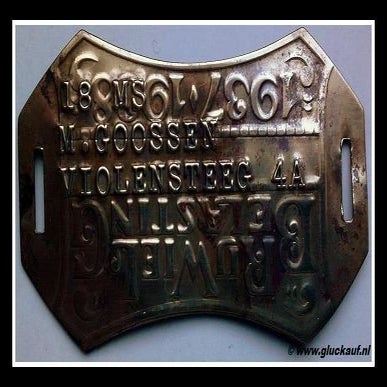 1937*1938
18 MS
M.GOOSSEN
VIOLENSTEEG 4A
RIJWIEL
BELASTING
© www.gluckauf.nl